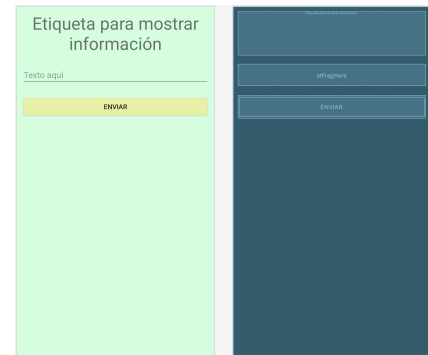 Etiqueta para mostrar
información
Texto aquí
ENVIAR
etFragment
ENVIAR